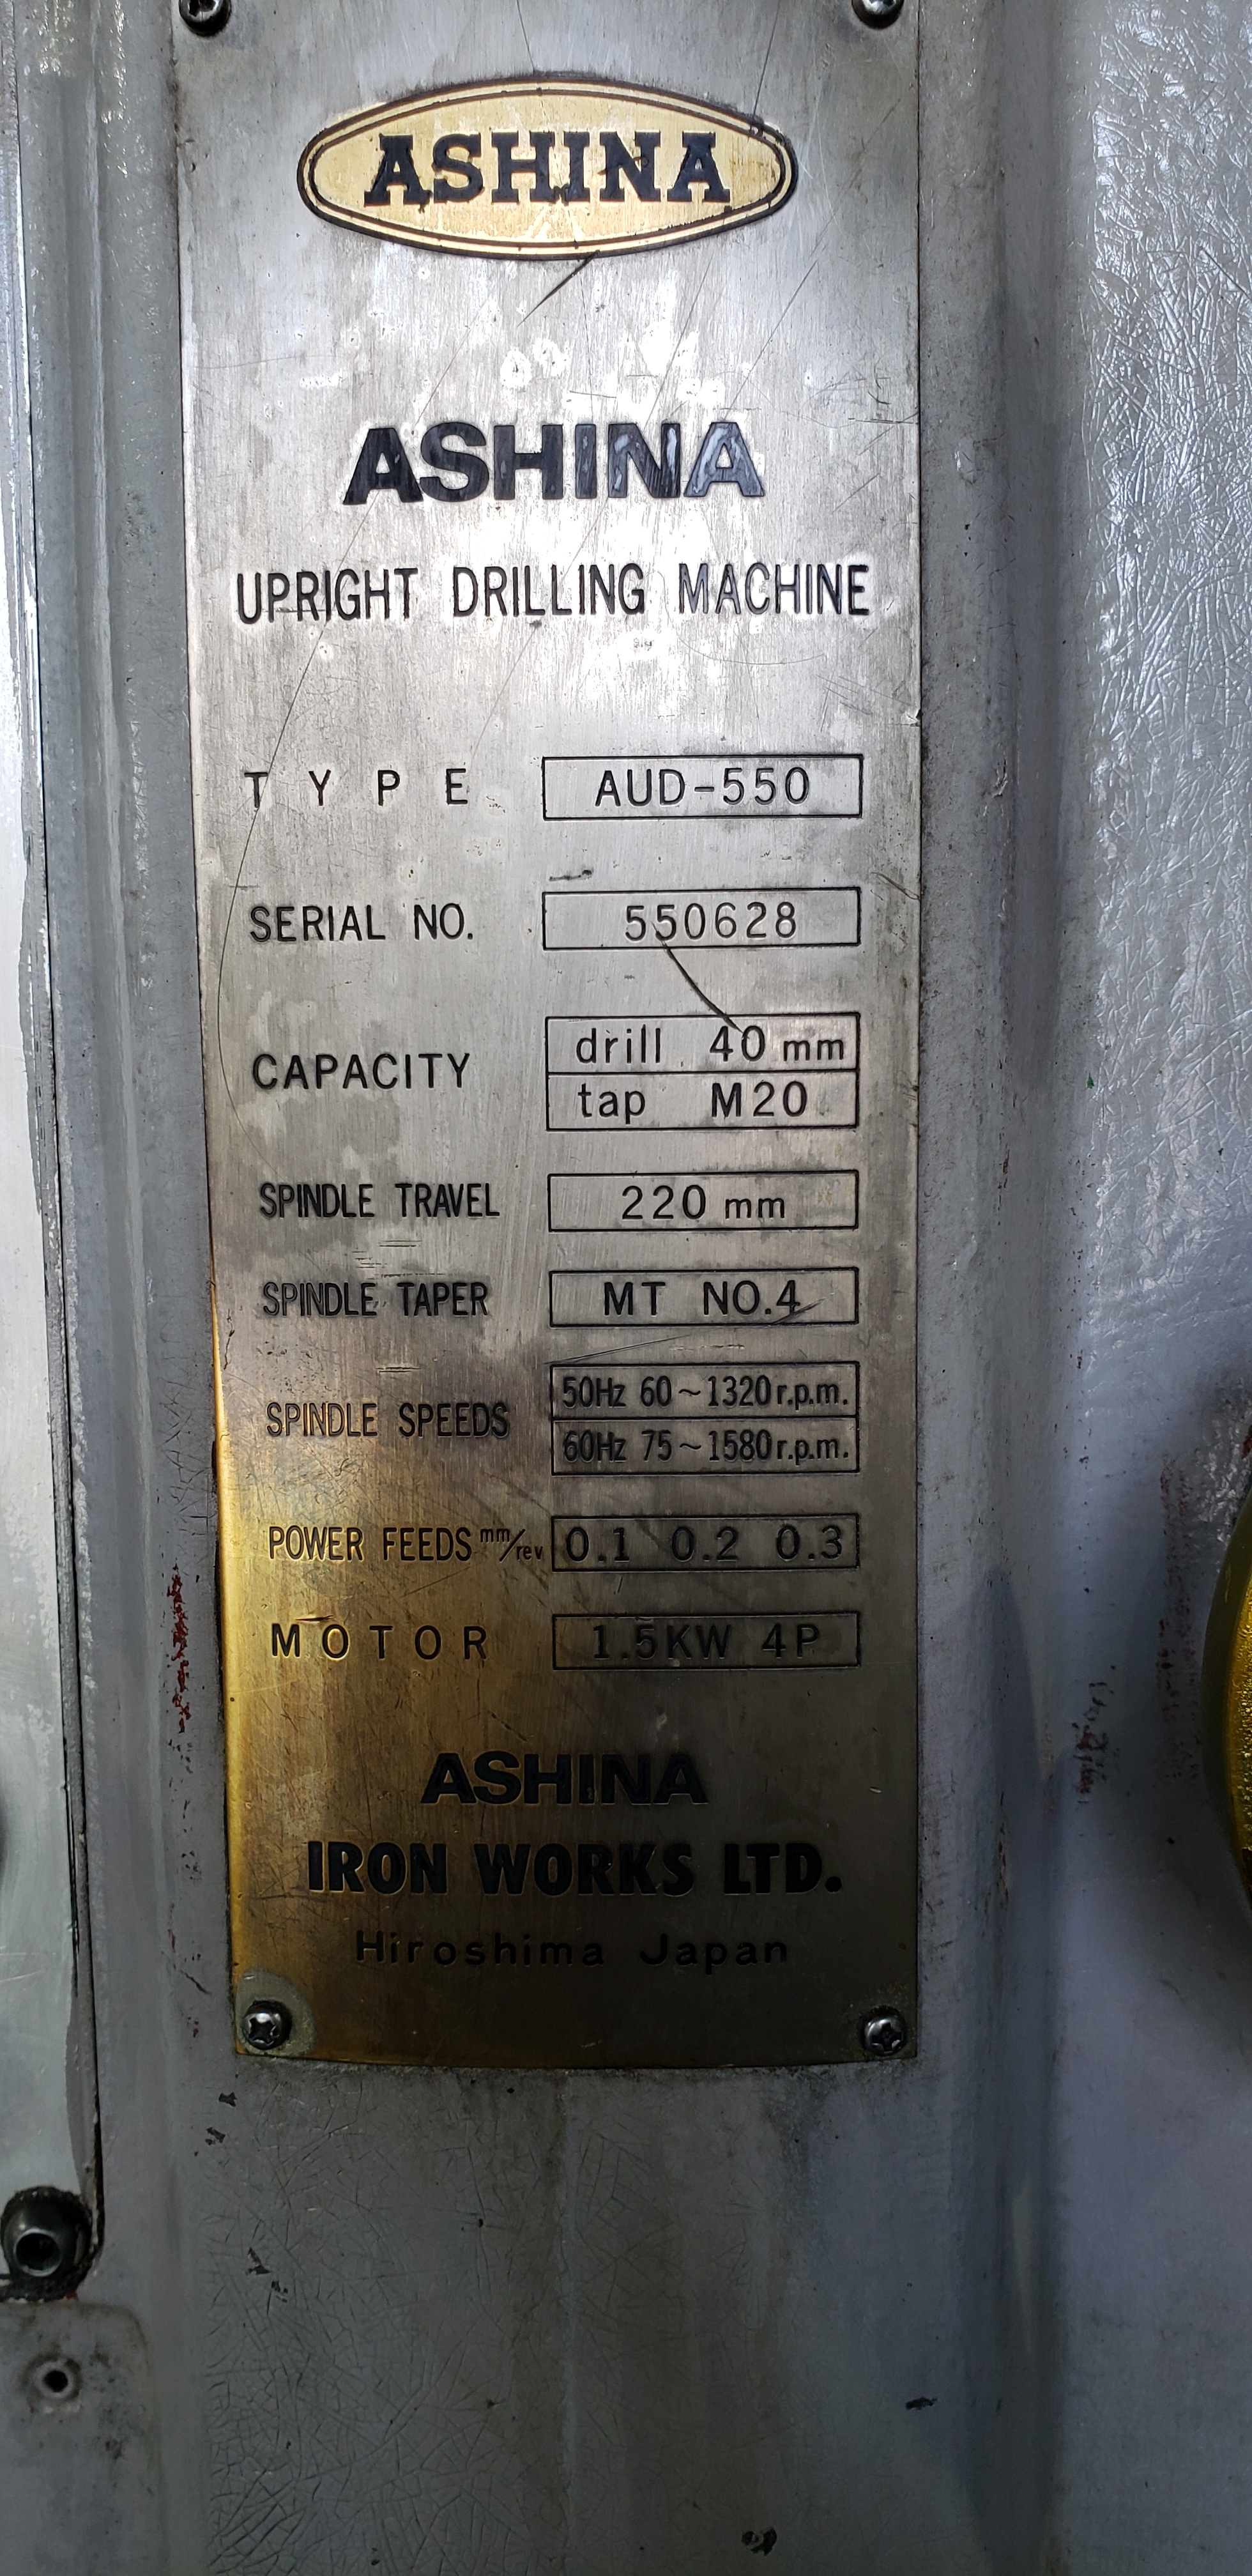 ASHINA
ASHINA
UPRIGHT DRILLING MACHINE
TYPE AUD-550
SERIAL NO. 550628
CAPACITY drill 40 mm
tap M20
SPINDLE TRAVEL 220 mm
SPINDLE TAPER MT NO.4
SPINDLE SPEEDS 50Hz 60~1320 r.p.m.
60Hz 75~1580 r.p.m.
POWER FEEDS mm/rev 0.1 0.2 0.3
MOTOR 1.5KW 4P
ASHINA
IRON WORKS LTD.
Hiroshima Japan